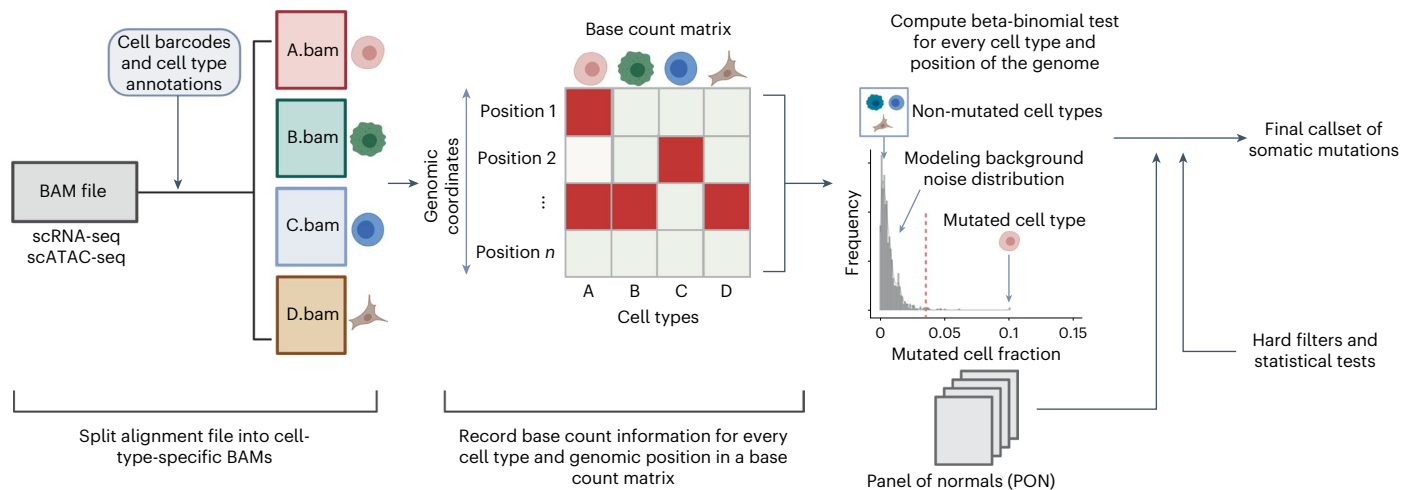 Cell barcodes
and cell type
annotations
BAM file
scRNA-seq
scATAC-seq
A.bam
B.bam
C.bam
D.bam
Split alignment file into cell-
type-specific BAMs
Base count matrix
Genomic
coordinates
Position 1
Position 2
...
Position n
A B C D
Cell types
Record base count information for every
cell type and genomic position in a base
count matrix
Compute beta-binomial test
for every cell type and
position of the genome
Non-mutated cell types
Modeling background
noise distribution
Mutated cell type
Frequency
0 0.05 0.1 0.15
Mutated cell fraction
Panel of normals (PON)
Final callset of
somatic mutations
Hard filters and
statistical tests